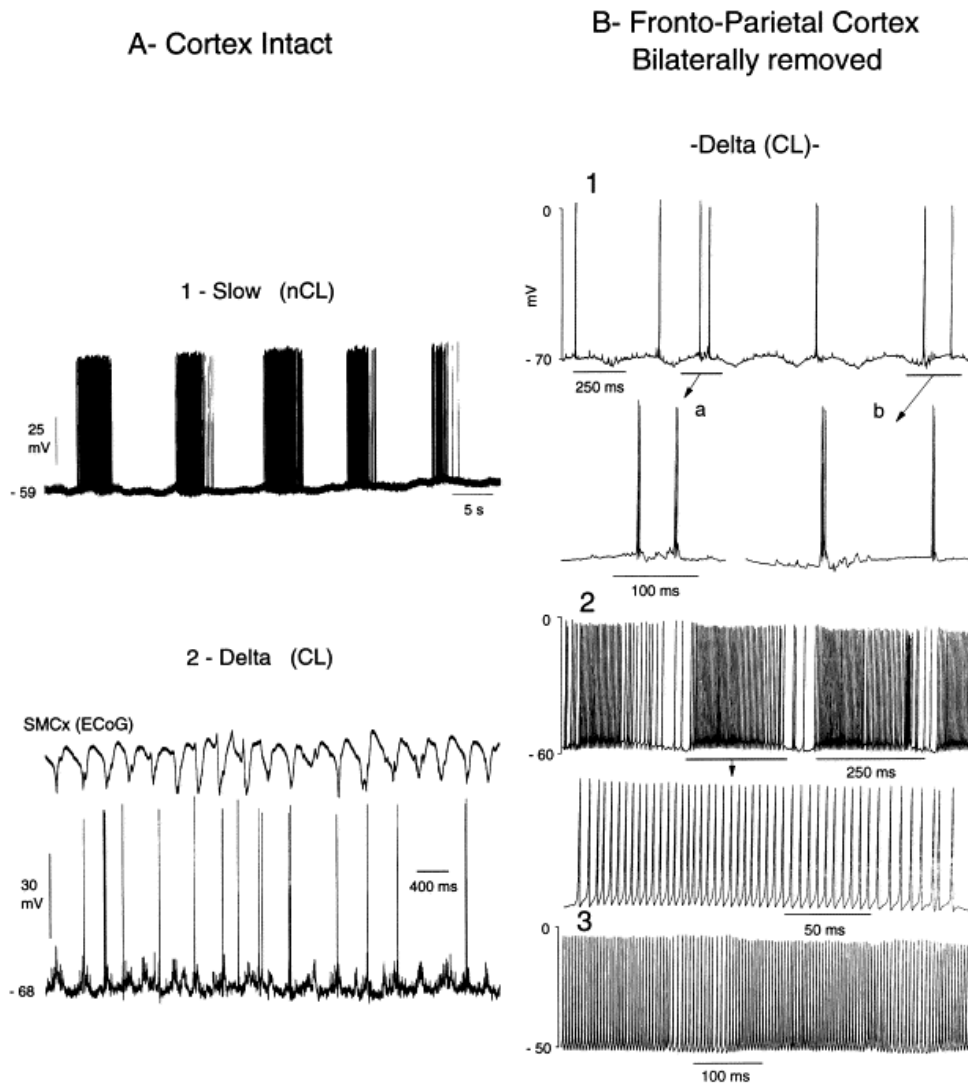 A- Cortex Intact
B- Fronto-Parietal Cortex
Bilaterally removed
1 - Slow (nCL)
25
mV
- 59
5 s
2 - Delta (CL)
SMCx (ECoG)
30
mV
400 ms
- 68
-Delta (CL)-
1
0
mV
- 70
250 ms
a
b
100 ms
2
0
- 60
250 ms
50 ms
3
0
- 50
100 ms